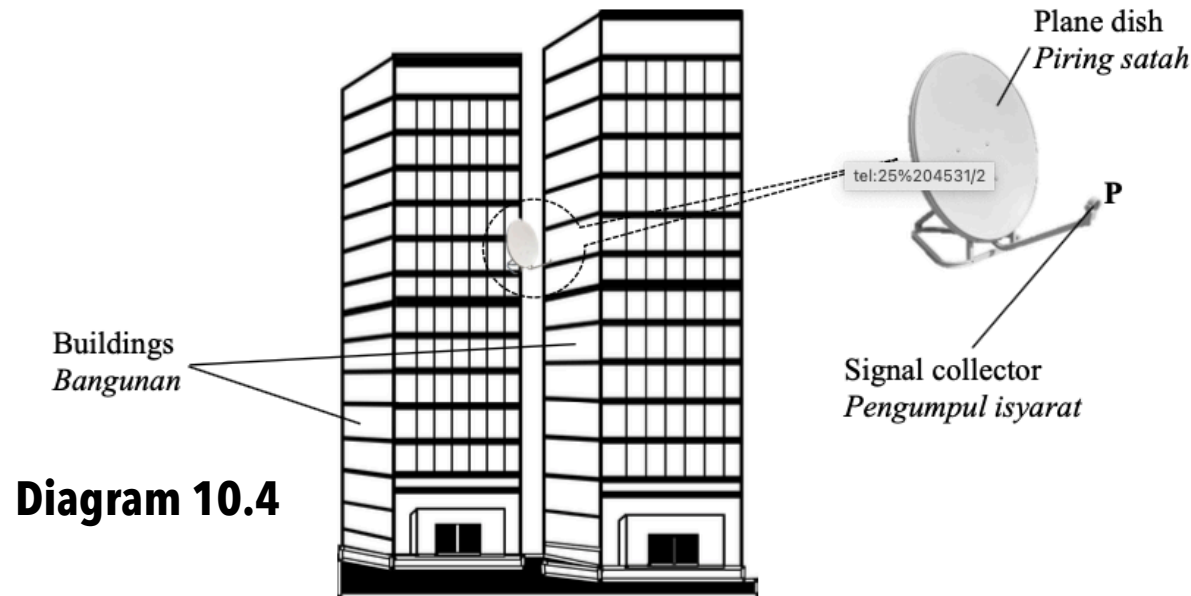 Plane dish
Piring satah
tel:25%204531/2
P
Buildings
Bangunan
Signal collector
Pengumpul isyarat
Diagram 10.4